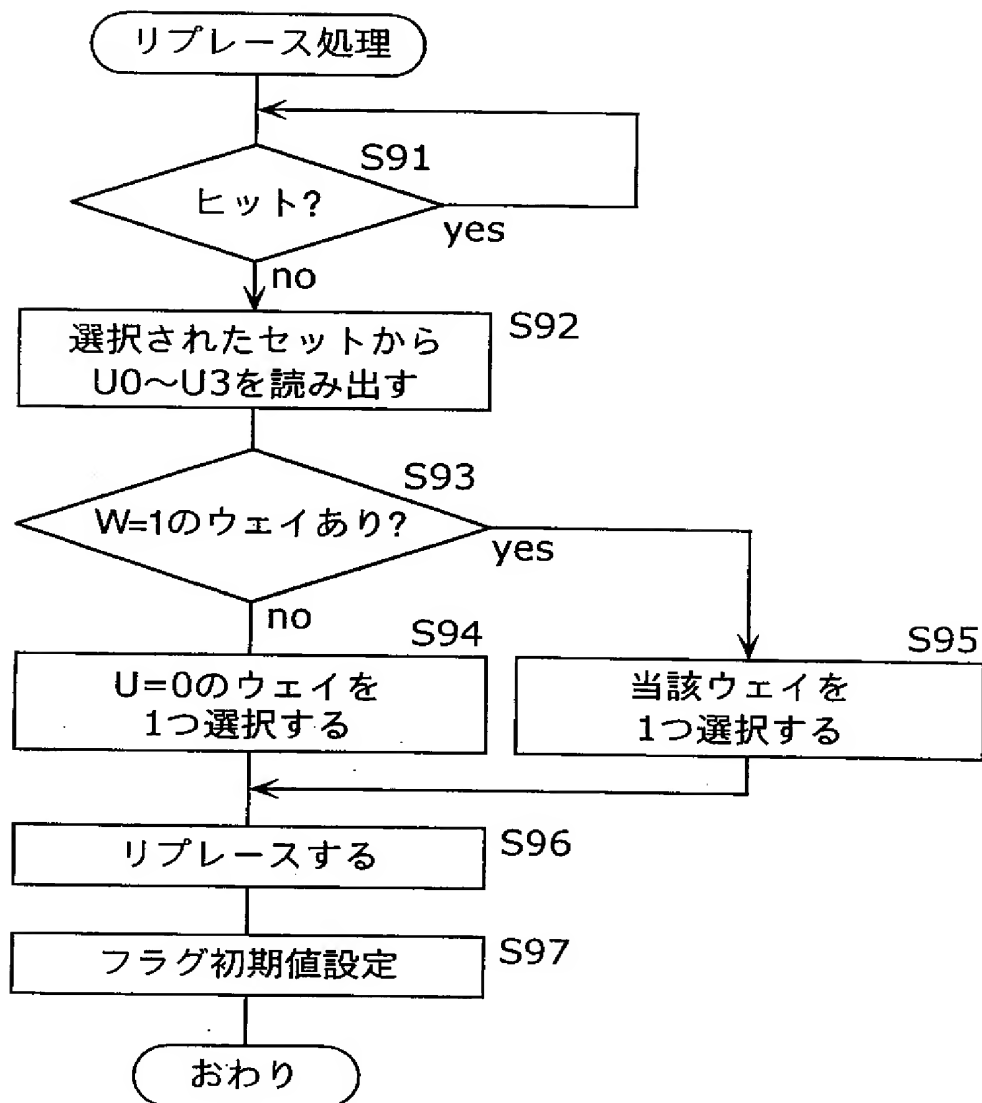 リプレース処理
S91
ヒット?
yes
no
選択されたセットから
U0～U3を読み出す
S92
S93
W=1のウェイあり?
yes
no
S94
U=0のウェイを
1つ選択する
S95
当該ウェイを
1つ選択する
リプレースする
S96
フラグ初期値設定
S97
おわり